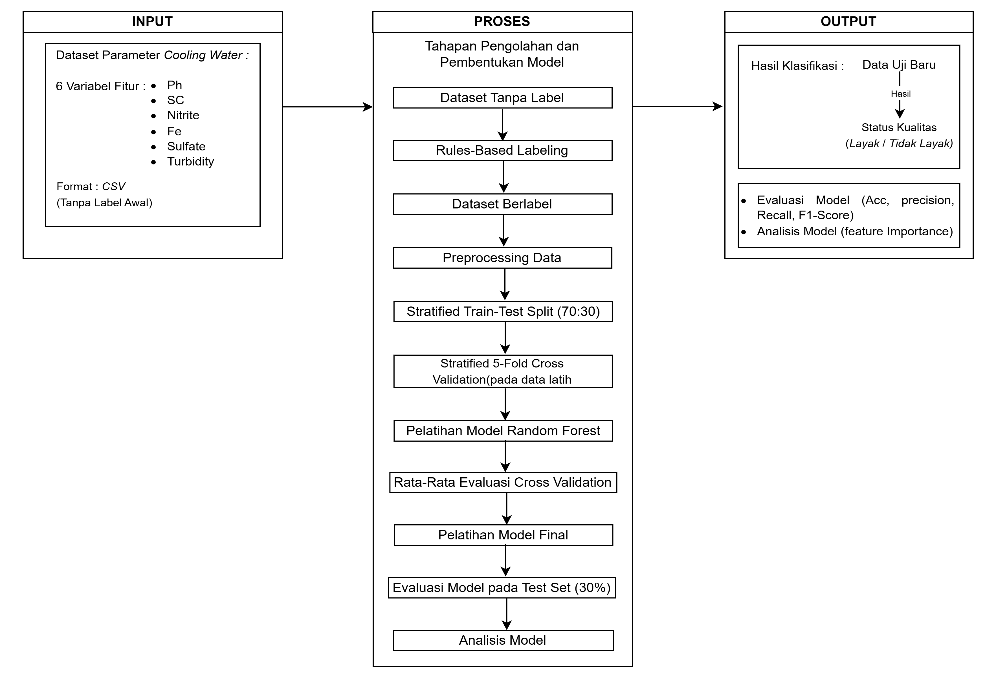 INPUT
Dataset Parameter Cooling Water :
6 Variabel Fitur :
• Ph
• SC
• Nitrite
• Fe
• Sulfate
• Turbidity
Format : CSV
(Tanpa Label Awal)
PROSES
Tahapan Pengolahan dan
Pembentukan Model
Dataset Tanpa Label
Rules-Based Labeling
Dataset Berlabel
Preprocessing Data
Stratified Train-Test Split (70:30)
Stratified 5-Fold Cross
Validation(pada data latih
Pelatihan Model Random Forest
Rata-Rata Evaluasi Cross Validation
Pelatihan Model Final
Evaluasi Model pada Test Set (30%)
Analisis Model
OUTPUT
Hasil Klasifikasi : Data Uji Baru
Hasil
Status Kualitas
(Layak / Tidak Layak)
• Evaluasi Model (Acc, precision,
Recall, F1-Score)
• Analisis Model (feature Importance)